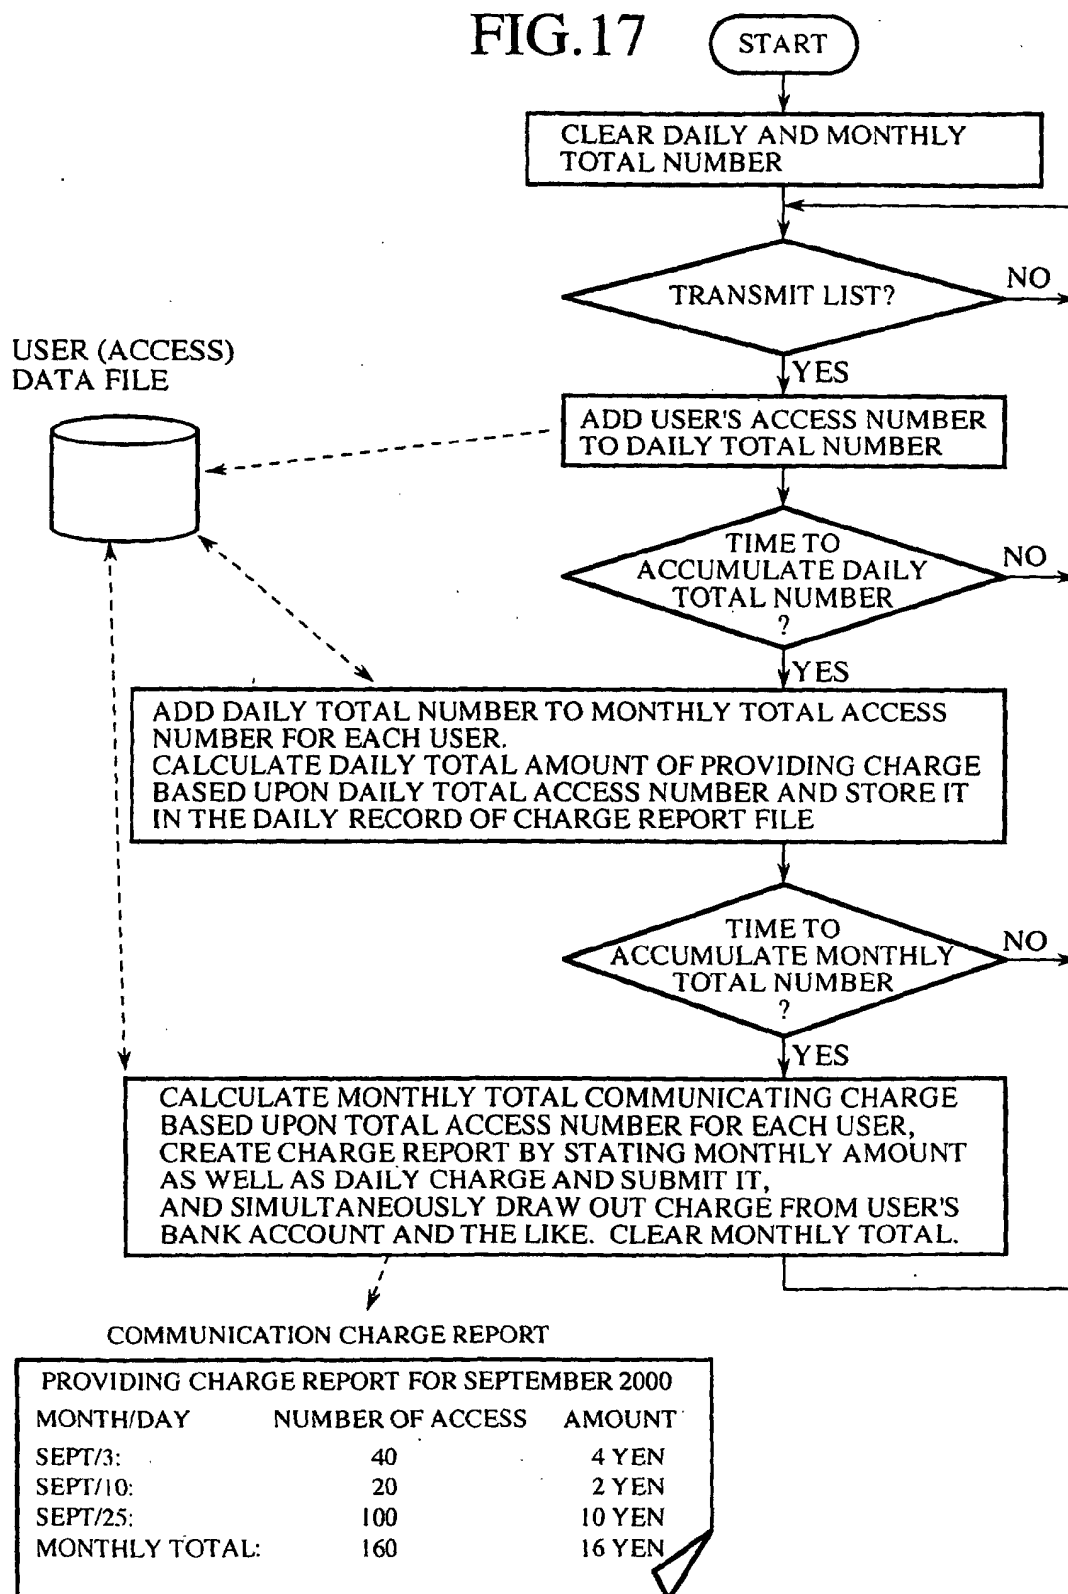 FIG.17
START
CLEAR DAILY AND MONTHLY
TOTAL NUMBER
TRANSMIT LIST?
NO
YES
USER (ACCESS)
DATA FILE
ADD USER'S ACCESS NUMBER
TO DAILY TOTAL NUMBER
TIME TO
ACCUMULATE DAILY
TOTAL NUMBER
?
NO
YES
ADD DAILY TOTAL NUMBER TO MONTHLY TOTAL ACCESS
NUMBER FOR EACH USER.
CALCULATE DAILY TOTAL AMOUNT OF PROVIDING CHARGE
BASED UPON DAILY TOTAL ACCESS NUMBER AND STORE IT
IN THE DAILY RECORD OF CHARGE REPORT FILE
TIME TO
ACCUMULATE MONTHLY
TOTAL NUMBER
?
NO
YES
CALCULATE MONTHLY TOTAL COMMUNICATING CHARGE
BASED UPON TOTAL ACCESS NUMBER FOR EACH USER,
CREATE CHARGE REPORT BY STATING MONTHLY AMOUNT
AS WELL AS DAILY CHARGE AND SUBMIT IT,
AND SIMULTANEOUSLY DRAW OUT CHARGE FROM USER'S
BANK ACCOUNT AND THE LIKE. CLEAR MONTHLY TOTAL.
COMMUNICATION CHARGE REPORT
PROVIDING CHARGE REPORT FOR SEPTEMBER 2000
MONTH/DAY NUMBER OF ACCESS AMOUNT
SEPT/3: 40 4 YEN
SEPT/10: 20 2 YEN
SEPT/25: 100 10 YEN
MONTHLY TOTAL: 160 16 YEN